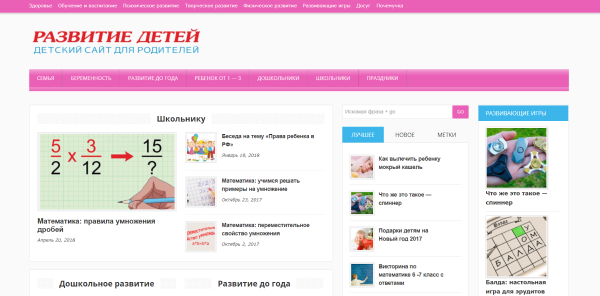 Здоровье Обучение и воспитание Психическое развитие Творческое развитие Физическое развитие Развивающие игры Досуг Почемучка
РАЗВИТИЕ ДЕТЕЙ
ДЕТСКИЙ САЙТ ДЛЯ РОДИТЕЛЕЙ
СЕМЬЯ БЕРЕМЕННОСТЬ РАЗВИТИЕ ДО ГОДА РЕБЕНОК ОТ 1 — 3 ДОШКОЛЬНИКИ ШКОЛЬНИКИ ПРАЗДНИКИ
Школьнику
5/2 x 3/12 → 15/?
Математика: правила умножения
дробей
Апрель 20, 2018
Беседа на тему «Права ребенка в
РФ»
Январь 18, 2018
Математика: учимся решать
примеры на умножение
Октябрь 23, 2017
Математика: переместительное
свойство умножения
Октябрь 2, 2017
Дошкольное развитие
Развитие до года
Искомая фраза + go
GO
ЛУЧШЕЕ НОВОЕ МЕТКИ
Как вылечить ребенку
мокрый кашель
Что же это такое —
спиннер
Подарки детям на
Новый год 2017
Викторина по
математике 6 -7 класс с
ответами
РАЗВИВАЮЩИЕ ИГРЫ
Что же это такое —
спиннер
БАЛДА
Балда: настольная
игра для эрудитов